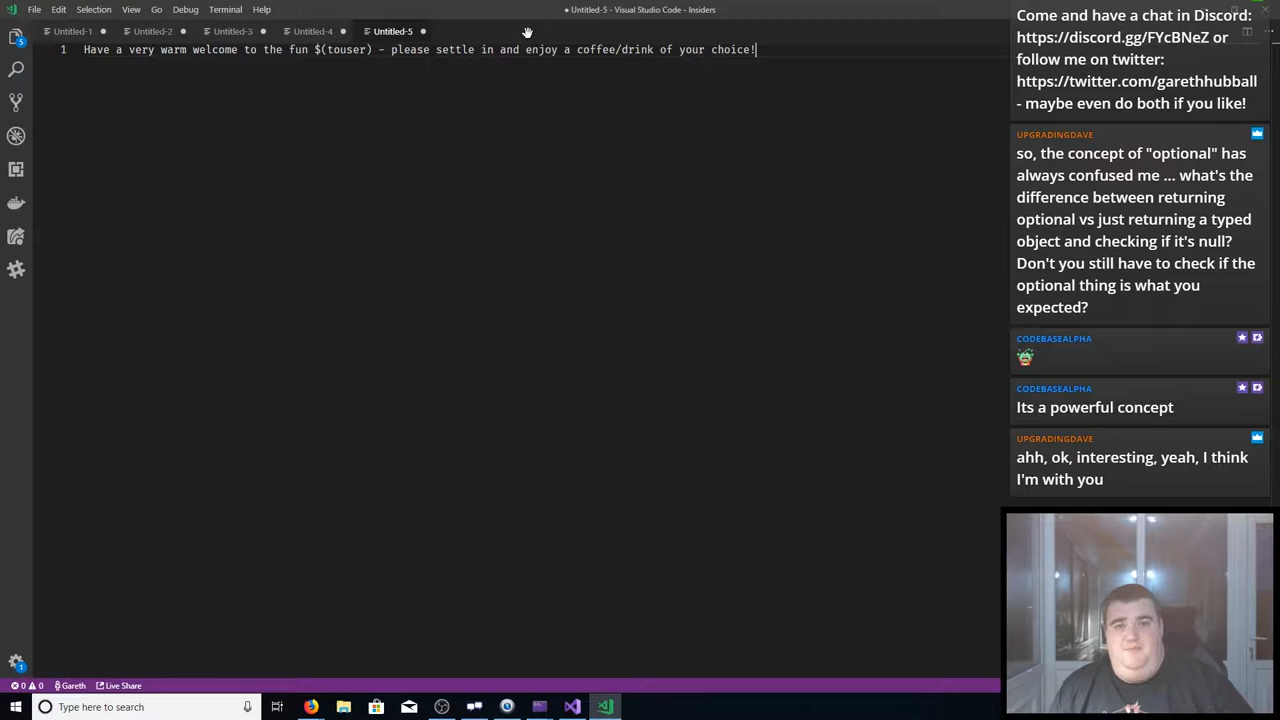 File Edit Selection View Go Debug Terminal Help
● Untitled-5 - Visual Studio Code - Insiders
Untitled-1 ● Untitled-2 ● Untitled-3 ● Untitled-4 ● Untitled-5 ●
1 Have a very warm welcome to the fun $(touser) - please settle in and enjoy a coffee/drink of your choice!
Come and have a chat in Discord:
https://discord.gg/FYcBNeZ or
follow me on twitter:
https://twitter.com/garethhubball
- maybe even do both if you like!
UPGRADINGDAVE
so, the concept of "optional" has
always confused me ... what's the
difference between returning
optional vs just returning a typed
object and checking if it's null?
Don't you still have to check if the
optional thing is what you
expected?
CODEBASEALPHA
CODEBASEALPHA
Its a powerful concept
UPGRADINGDAVE
ahh, ok, interesting, yeah, I think
I'm with you
5
1
0 0 Gareth Live Share
Type here to search